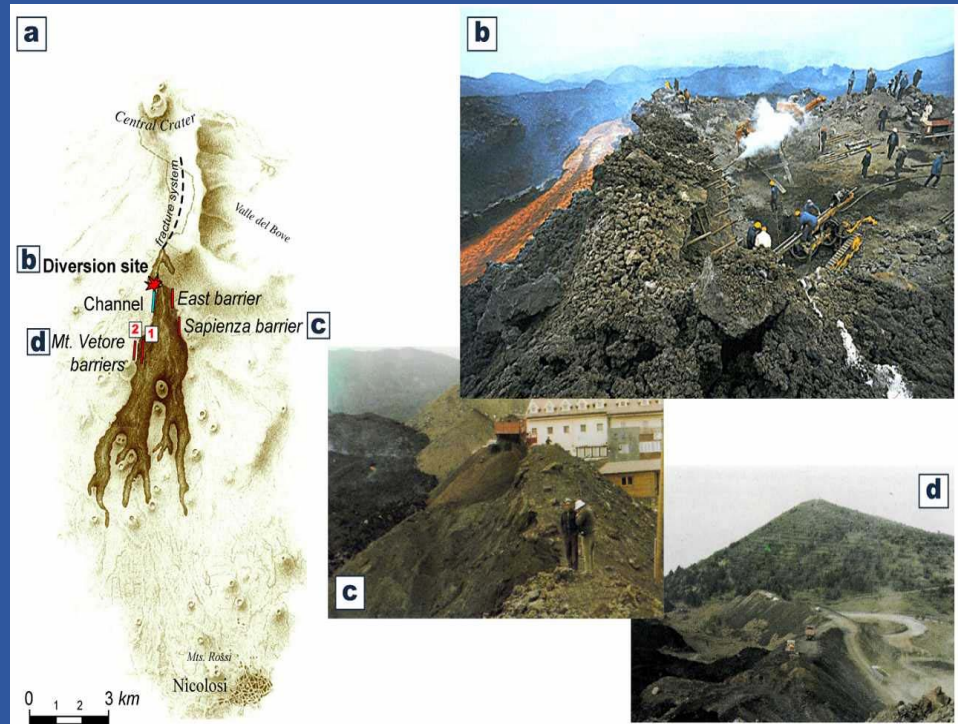 a
Central Crater
fracture system
Valle del Bove
b Diversion site
Channel
East barrier
2 1
Sapienza barrier c
d Mt. Vetore
barriers
Mts. Rossi
Nicolosi
0 1 2 3 km
b
c
d